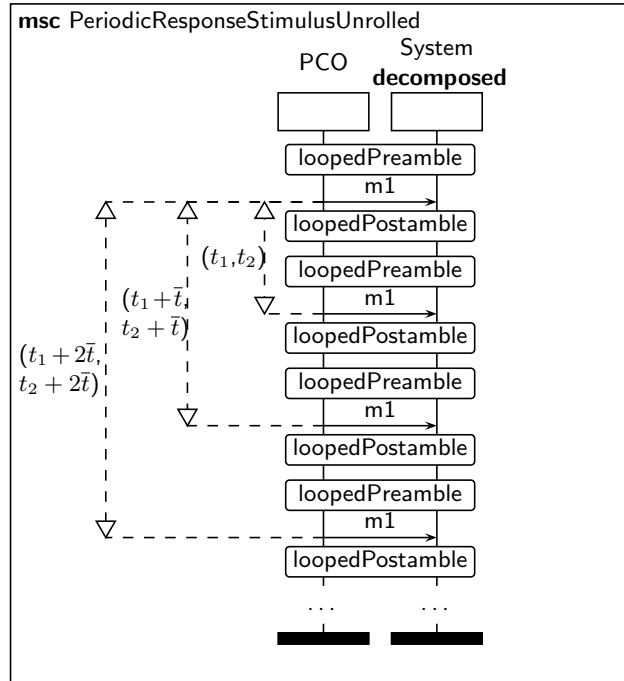 msc PeriodicResponseStimulusUnrolled
PCO
System
decomposed
loopedPreamble
m1
loopedPostamble
(t₁,t₂)
loopedPreamble
(t₁+t̄,
t₂+t̄)
m1
loopedPostamble
(t₁+2t̄,
t₂+2t̄)
loopedPreamble
m1
loopedPostamble
loopedPreamble
m1
loopedPostamble
... ...